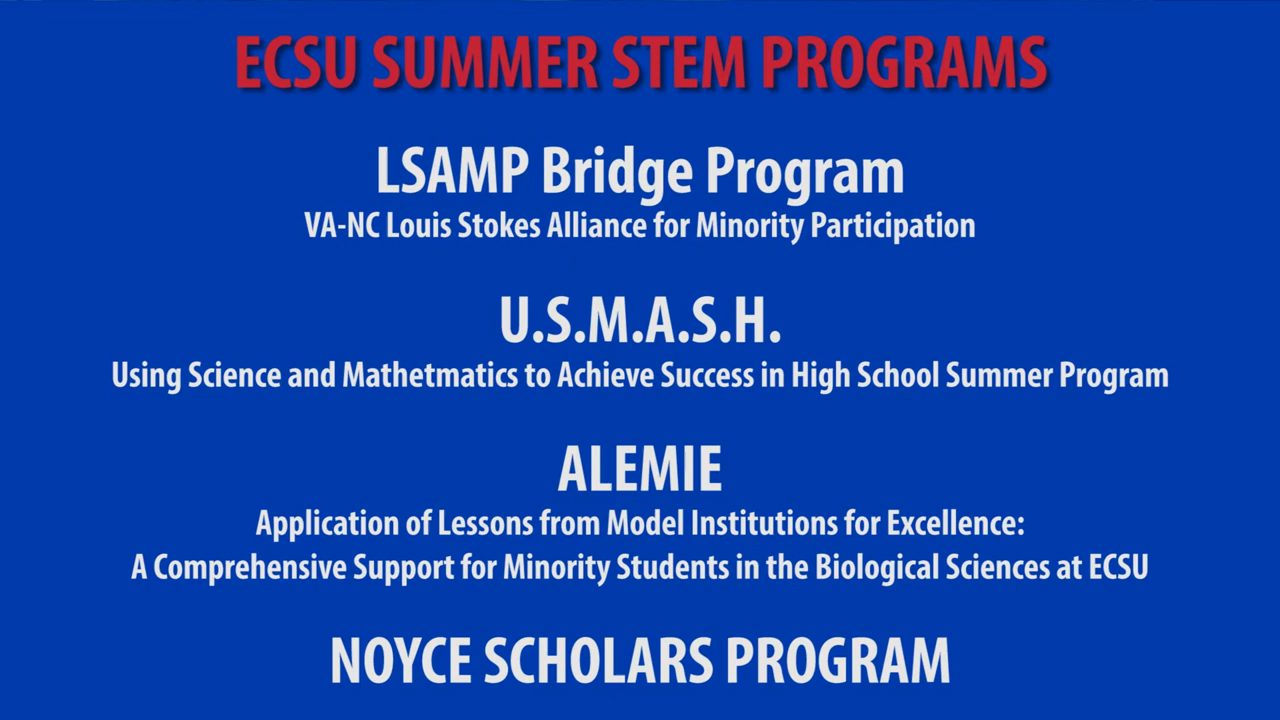 ECSU SUMMER STEM PROGRAMS
LSAMP Bridge Program
VA-NC Louis Stokes Alliance for Minority Participation
U.S.M.A.S.H.
Using Science and Mathetmatics to Achieve Success in High School Summer Program
ALEMIE
Application of Lessons from Model Institutions for Excellence:
A Comprehensive Support for Minority Students in the Biological Sciences at ECSU
NOYCE SCHOLARS PROGRAM